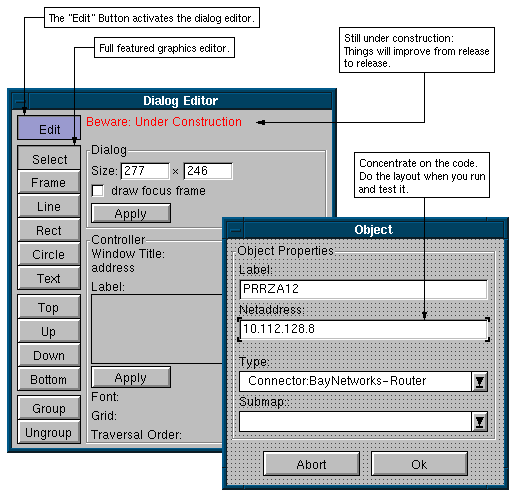 The "Edit" Button activates the dialog editor.
Full featured graphics editor.
Still under construction:
Things will improve from release
to release.
Dialog Editor
Edit
Beware: Under Construction
Select
Frame
Line
Rect
Circle
Text
Top
Up
Down
Bottom
Group
Ungroup
Dialog
Size: 277 × 246
draw focus frame
Apply
Controller
Window Title:
address
Label:
Apply
Font:
Grid:
Traversal Order:
Concentrate on the code.
Do the layout when you run
and test it.
Object
Object Properties
Label:
PRRZA12
Netaddress:
10.112.128.8
Type:
Connector:BayNetworks-Router
Submap::
Abort
Ok